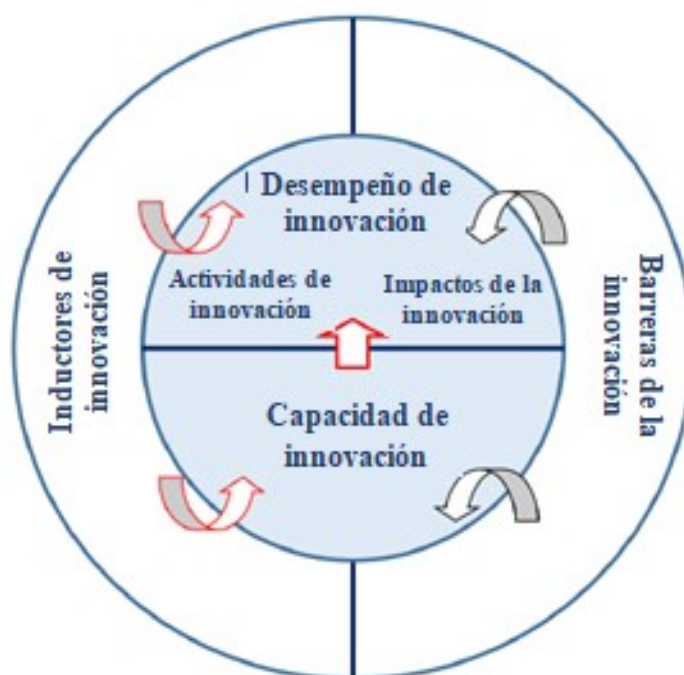 Desempeño de
innovación
Actividades de
innovación
Impactos de la
innovación
Capacidad de
innovación
Inductores de
innovación
Barreras de la
innovación